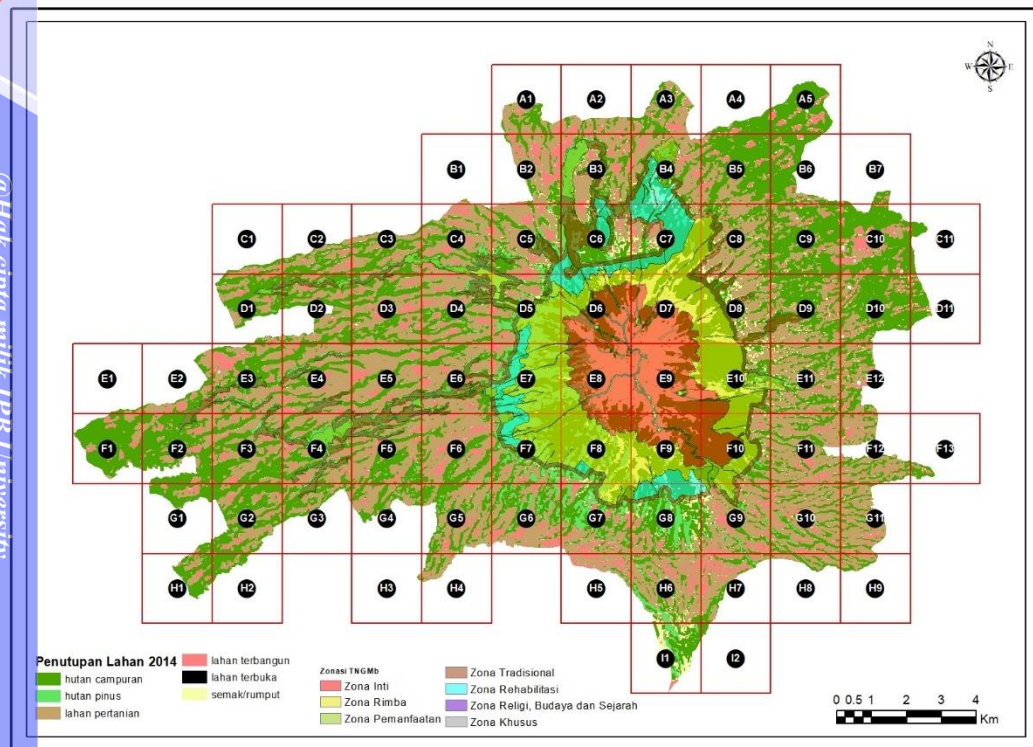 @Hak cipta milik IPB University
N
W E
S
A1 A2 A3 A4 A5
B1 B2 B3 B4 B5 B6 B7
C1 C2 C3 C4 C5 C6 C7 C8 C9 C10 C11
D1 D2 D3 D4 D5 D6 D7 D8 D9 D10 D11
E1 E2 E3 E4 E5 E6 E7 E8 E9 E10 E11 E12
F1 F2 F3 F4 F5 F6 F7 F8 F9 F10 F11 F12 F13
G1 G2 G3 G4 G5 G6 G7 G8 G9 G10 G11
H1 H2 H3 H4 H5 H6 H7 H8 H9
I1 I2
Penutupan Lahan 2014
hutan campuran
hutan pinus
lahan pertanian
lahan terbangun
lahan terbuka
semak/rumput
Zonasi TNGMb
Zona Inti
Zona Rimba
Zona Pemanfaatan
Zona Tradisional
Zona Rehabilitasi
Zona Religi, Budaya dan Sejarah
Zona Khusus
0 0.5 1 2 3 4
Km